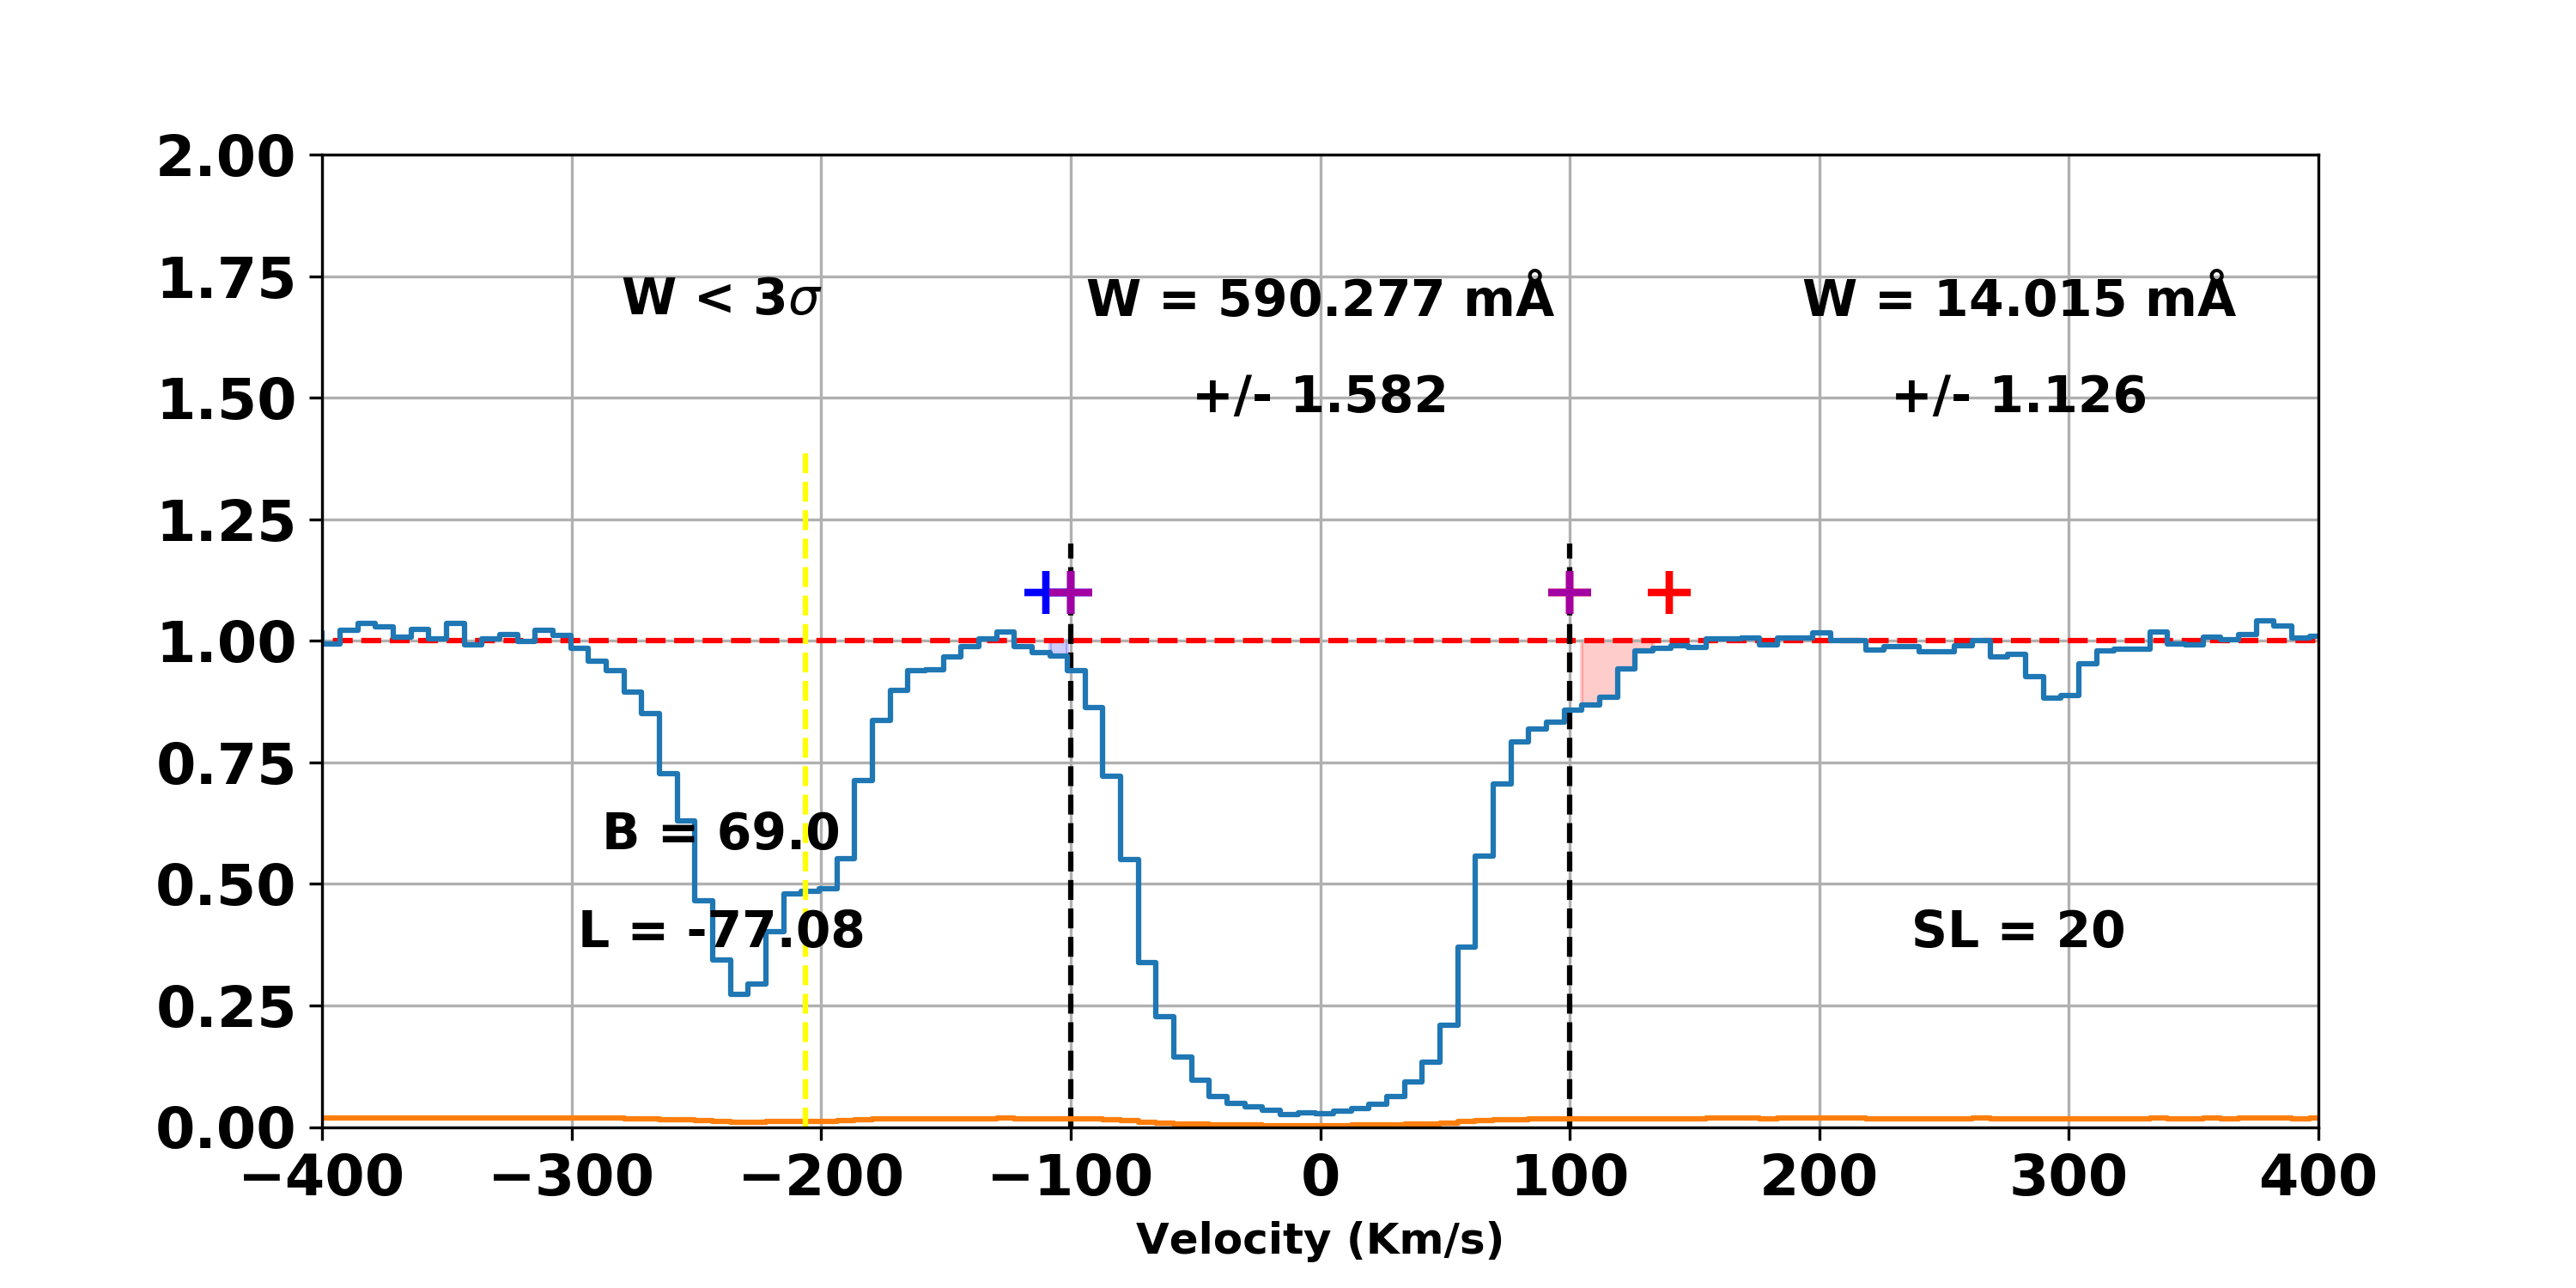 2.00
1.75
1.50
1.25
1.00
0.75
0.50
0.25
0.00
W < 3σ
W = 590.277 mÅ
+/- 1.582
W = 14.015 mÅ
+/- 1.126
B = 69.0
L = -77.08
SL = 20
−400 −300 −200 −100 0 100 200 300 400
Velocity (Km/s)